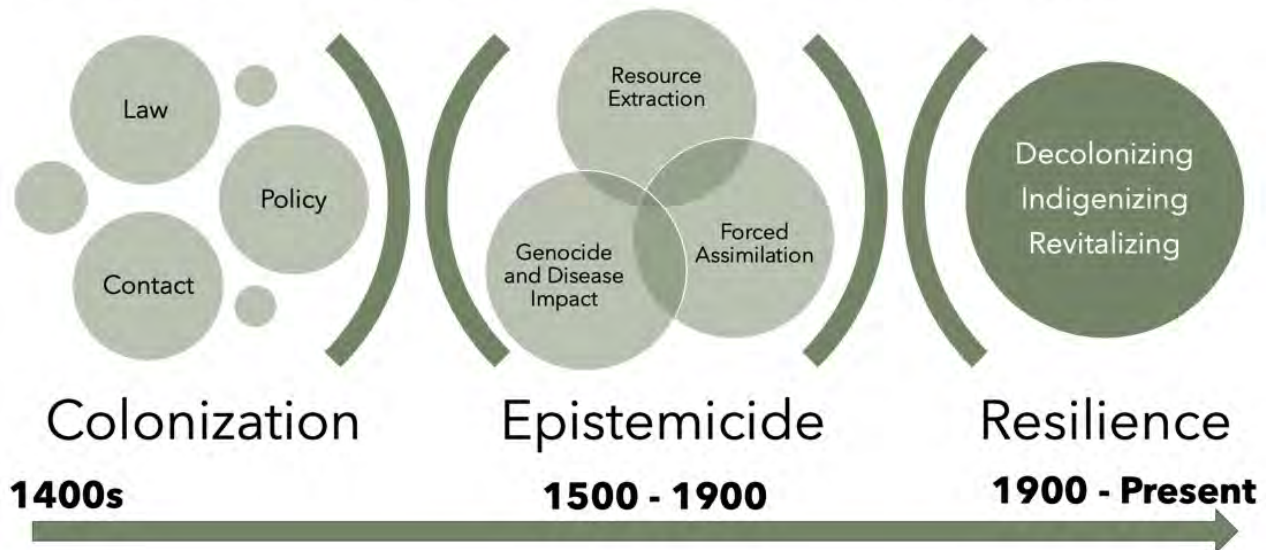 Law
Policy
Contact
Resource
Extraction
Genocide
and Disease
Impact
Forced
Assimilation
Decolonizing
Indigenizing
Revitalizing
Colonization
Epistemicide
Resilience
1400s
1500 - 1900
1900 - Present